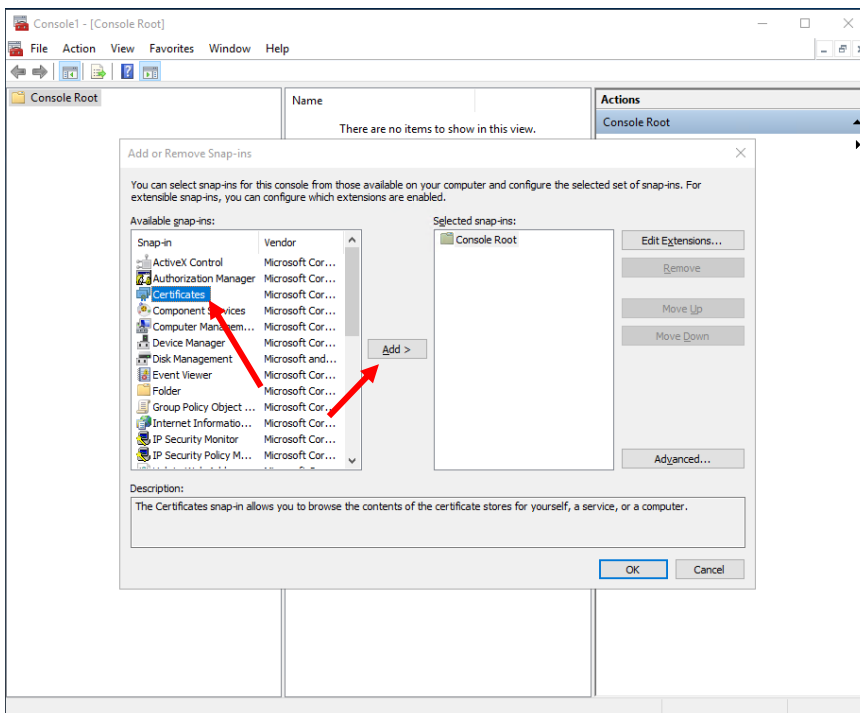 Console1 - [Console Root]
File Action View Favorites Window Help
Console Root
Name
There are no items to show in this view.
Actions
Console Root
Add or Remove Snap-ins
You can select snap-ins for this console from those available on your computer and configure the selected set of snap-ins. For
extensible snap-ins, you can configure which extensions are enabled.
Available snap-ins:
Snap-in Vendor
ActiveX Control Microsoft Cor...
Authorization Manager Microsoft Cor...
Certificates Microsoft Cor...
Component Services Microsoft Cor...
Computer Managem... Microsoft Cor...
Device Manager Microsoft Cor...
Disk Management Microsoft and...
Event Viewer Microsoft Cor...
Folder Microsoft Cor...
Group Policy Object ... Microsoft Cor...
Internet Informatio... Microsoft Cor...
IP Security Monitor Microsoft Cor...
IP Security Policy M... Microsoft Cor...
Add >
Selected snap-ins:
Console Root
Edit Extensions...
Remove
Move Up
Move Down
Advanced...
Description:
The Certificates snap-in allows you to browse the contents of the certificate stores for yourself, a service, or a computer.
OK Cancel